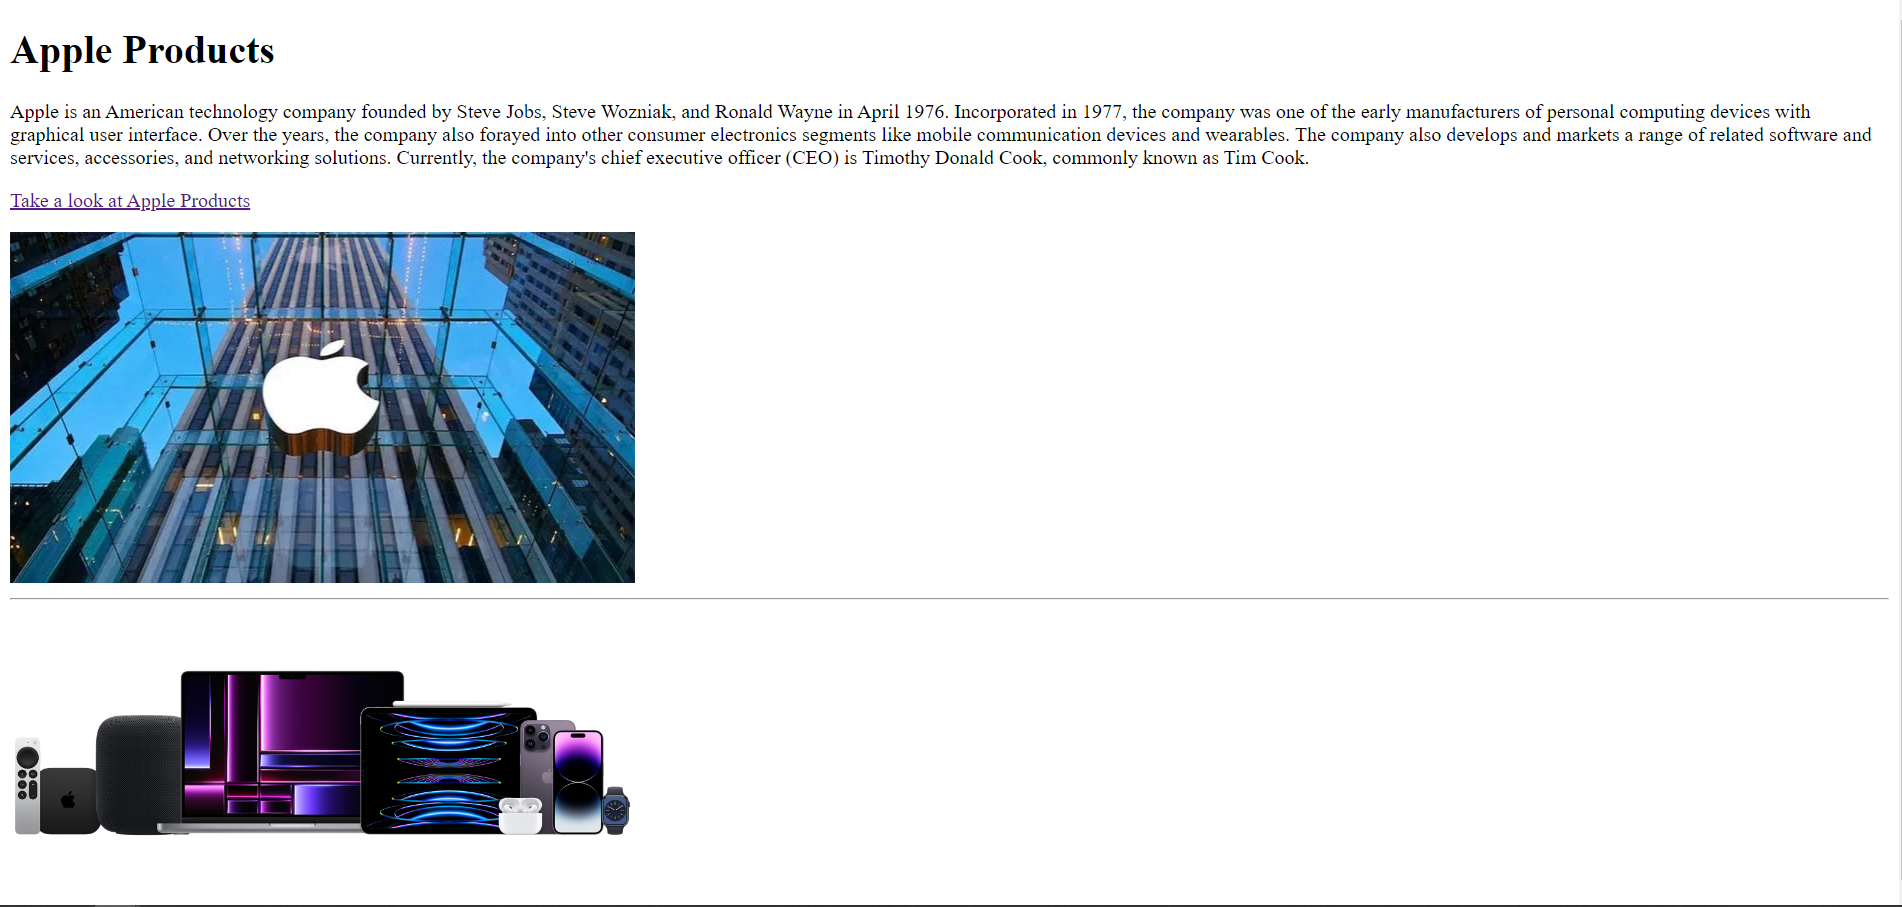 Apple Products
Apple is an American technology company founded by Steve Jobs, Steve Wozniak, and Ronald Wayne in April 1976. Incorporated in 1977, the company was one of the early manufacturers of personal computing devices with
graphical user interface. Over the years, the company also forayed into other consumer electronics segments like mobile communication devices and wearables. The company also develops and markets a range of related software and
services, accessories, and networking solutions. Currently, the company's chief executive officer (CEO) is Timothy Donald Cook, commonly known as Tim Cook.
Take a look at Apple Products